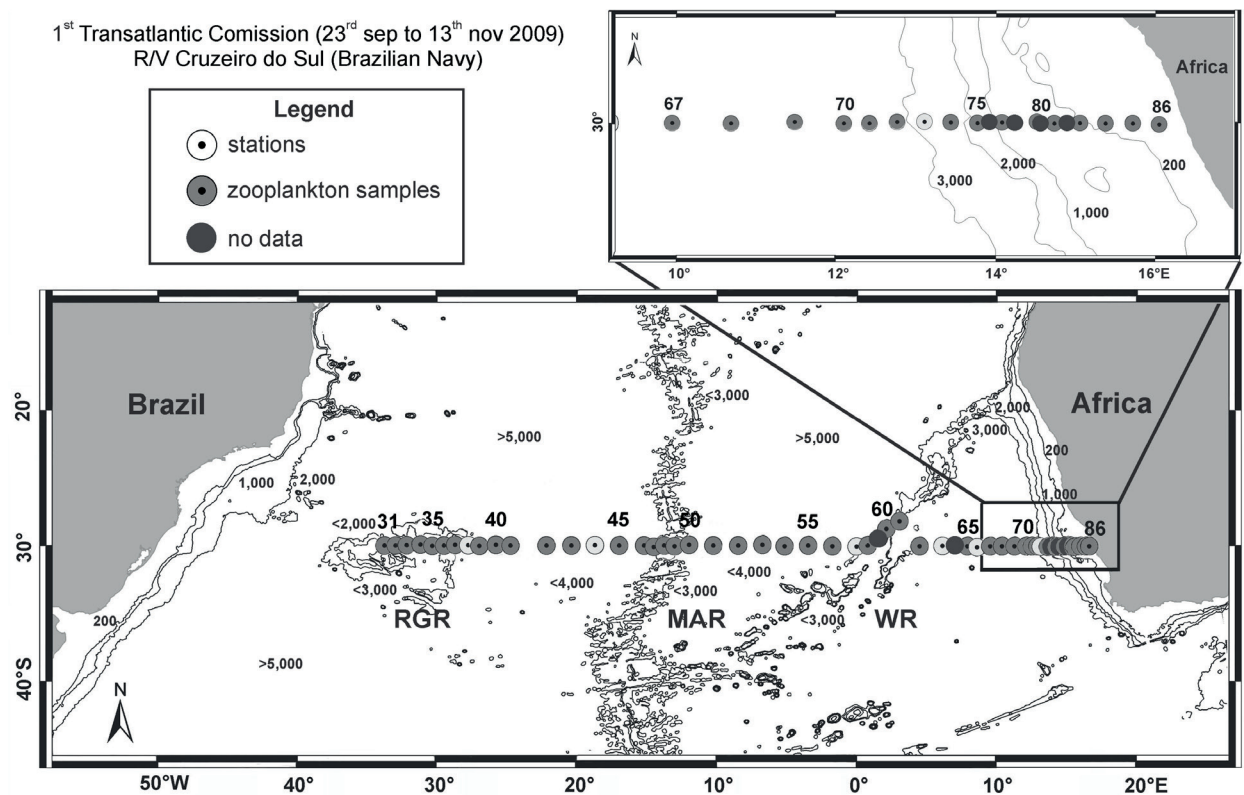 1st Transatlantic Comission (23rd sep to 13th nov 2009)
R/V Cruzeiro do Sul (Brazilian Navy)
Legend
stations
zooplankton samples
no data
N
Africa
67 70 75 80 86
30°
3,000 2,000 1,000 200
10° 12° 14° 16°E
Brazil
Africa
20°
<3,000
2,000
3,000
>5,000 >5,000
200
1,000 2,000
1,000
<2,000
31 35 40 45 50 55 60 65 70 86
30°
<3,000 <4,000 <3,000 <4,000 <3,000
RGR MAR WR
200
>5,000
40°S
N
50°W 40° 30° 20° 10° 0° 10° 20°E